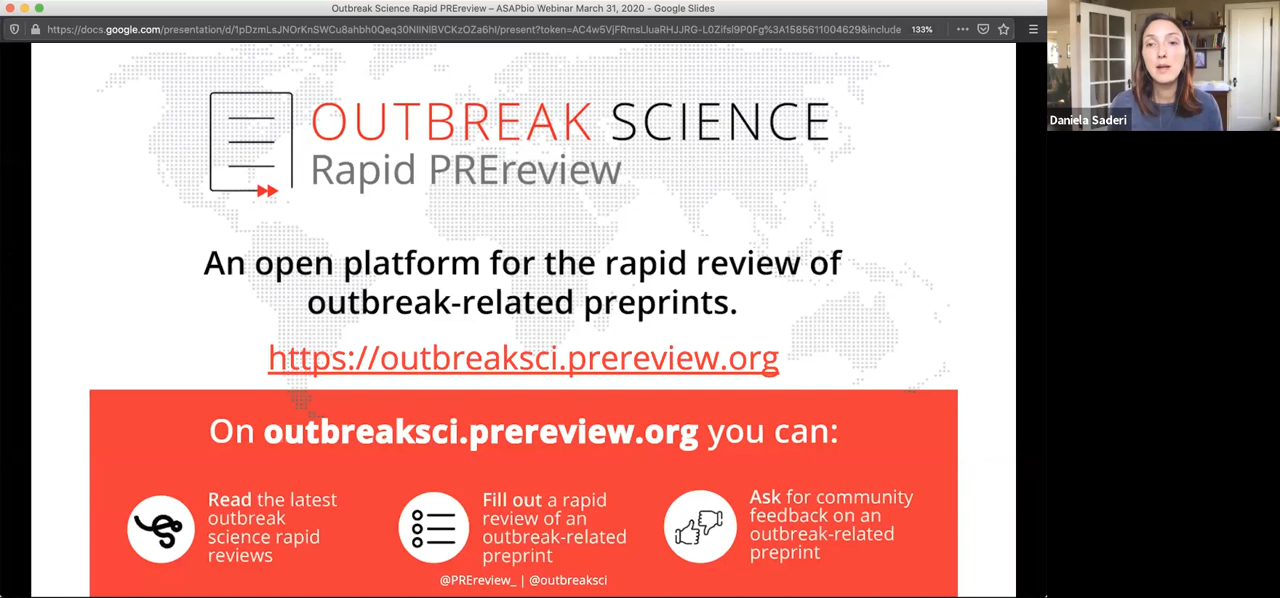 Outbreak Science Rapid PREreview – ASAPbio Webinar March 31, 2020 - Google Slides
133%
Daniela Saderi
OUTBREAK SCIENCE
Rapid PREreview
An open platform for the rapid review of
outbreak-related preprints.
https://outbreaksci.prereview.org
On outbreaksci.prereview.org you can:
Read the latest
outbreak
science rapid
reviews
Fill out a rapid
review of an
outbreak-related
preprint
Ask for community
feedback on an
outbreak-related
preprint
@PREreview_ | @outbreaksci